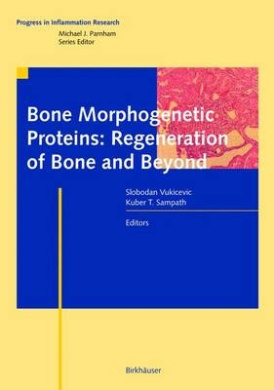 Progress in Inflammation Research
Michael J. Parnham
Series Editor
Bone Morphogenetic
Proteins: Regeneration
of Bone and Beyond
Slobodan Vukicevic
Kuber T. Sampath
Editors
Birkhäuser